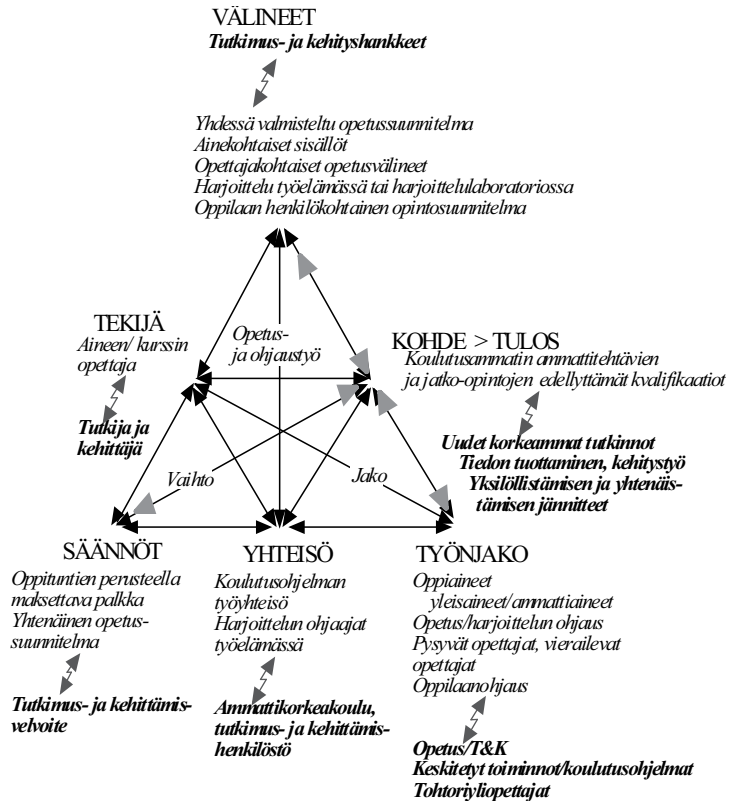 VÄLINEET
Tutkimus- ja kehityshankkeet
Yhdessä valmisteltu opetussuunnitelma
Ainekohtaiset sisällöt
Opettajakohtaiset opetusvälineet
Harjoittelu työelämässä tai harjoittelulaboratoriossa
Oppilaan henkilökohtainen opintosuunnitelma
TEKIJÄ
Aineen/ kurssin
opettaja
Tutkija ja
kehittäjä
Opetus-
ja ohjaustyö
KOHDE > TULOS
Koulutusammatin ammattitehtävien
ja jatko-opintojen edellyttämät kvalifikaatiot
Uudet korkeammat tutkinnot
Tiedon tuottaminen, kehitystyö
Yksilöllistämisen ja yhtenäis-
tämisen jännitteet
Vaihto
Jako
SÄÄNNÖT
Oppituntien perusteella
maksettava palkka
Yhtenäinen opetus-
suunnitelma
Tutkimus- ja kehittämis-
velvoite
YHTEISÖ
Koulutusohjelman
työyhteisö
Harjoittelun ohjaajat
työelämässä
Ammattikorkeakoulu,
tutkimus- ja kehittämis-
henkilöstö
TYÖNJAKO
Oppiaineet
yleisaineet/ammattiaineet
Opetus/harjoittelun ohjaus
Pysyvät opettajat, vierailevat
opettajat
Oppilaanohjaus
Opetus/T&K
Keskitetyt toiminnot/koulutusohjelmat
Tohtoriyliopettajat